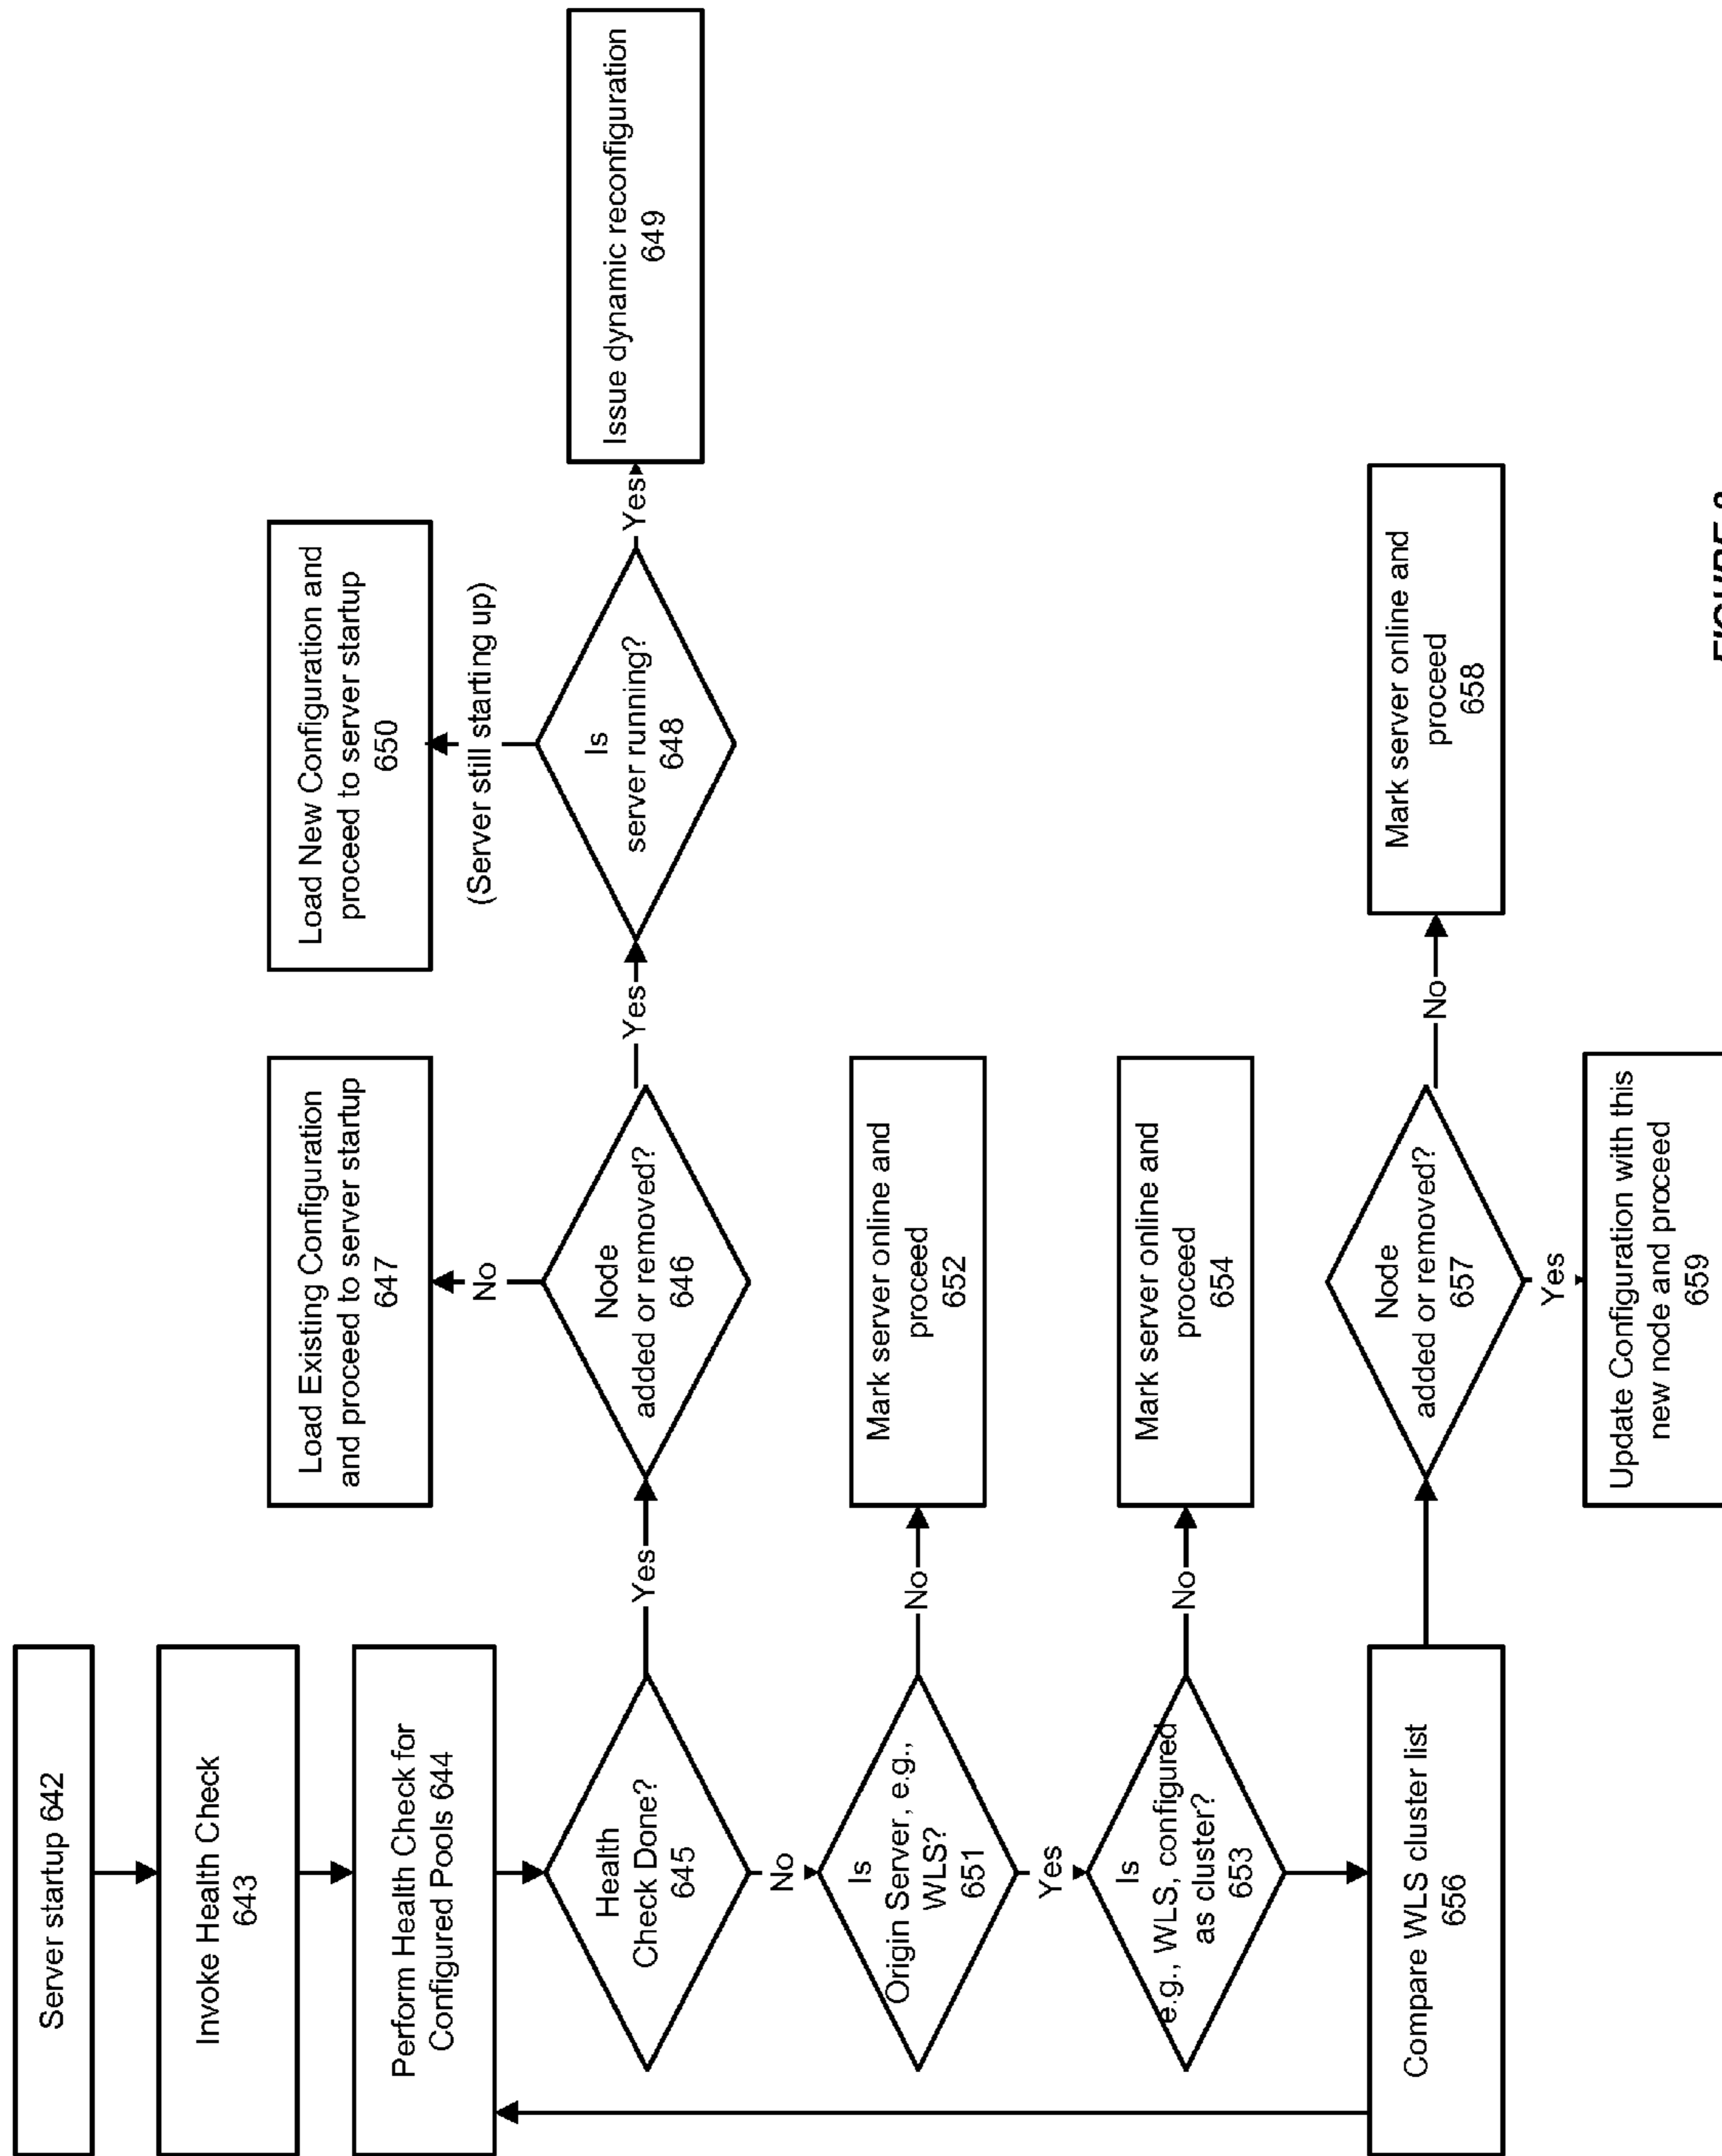 Server startup 642
Invoke Health Check
643
Perform Health Check for
Configured Pools 644
Health
Check Done?
645
Yes
No
Node
added or removed?
646
No
Load Existing Configuration
and proceed to server startup
647
Yes
Is
server running?
648
(Server still starting up)
Load New Configuration and
proceed to server startup
650
Yes
Issue dynamic reconfiguration
649
Is
Origin Server, e.g.,
WLS?
651
No
Mark server online and
proceed
652
Yes
Is
e.g., WLS, configured
as cluster?
653
No
Mark server online and
proceed
654
Compare WLS cluster list
656
Node
added or removed?
657
No
Mark server online and
proceed
658
Yes
Update Configuration with this
new node and proceed
659
FIGURE